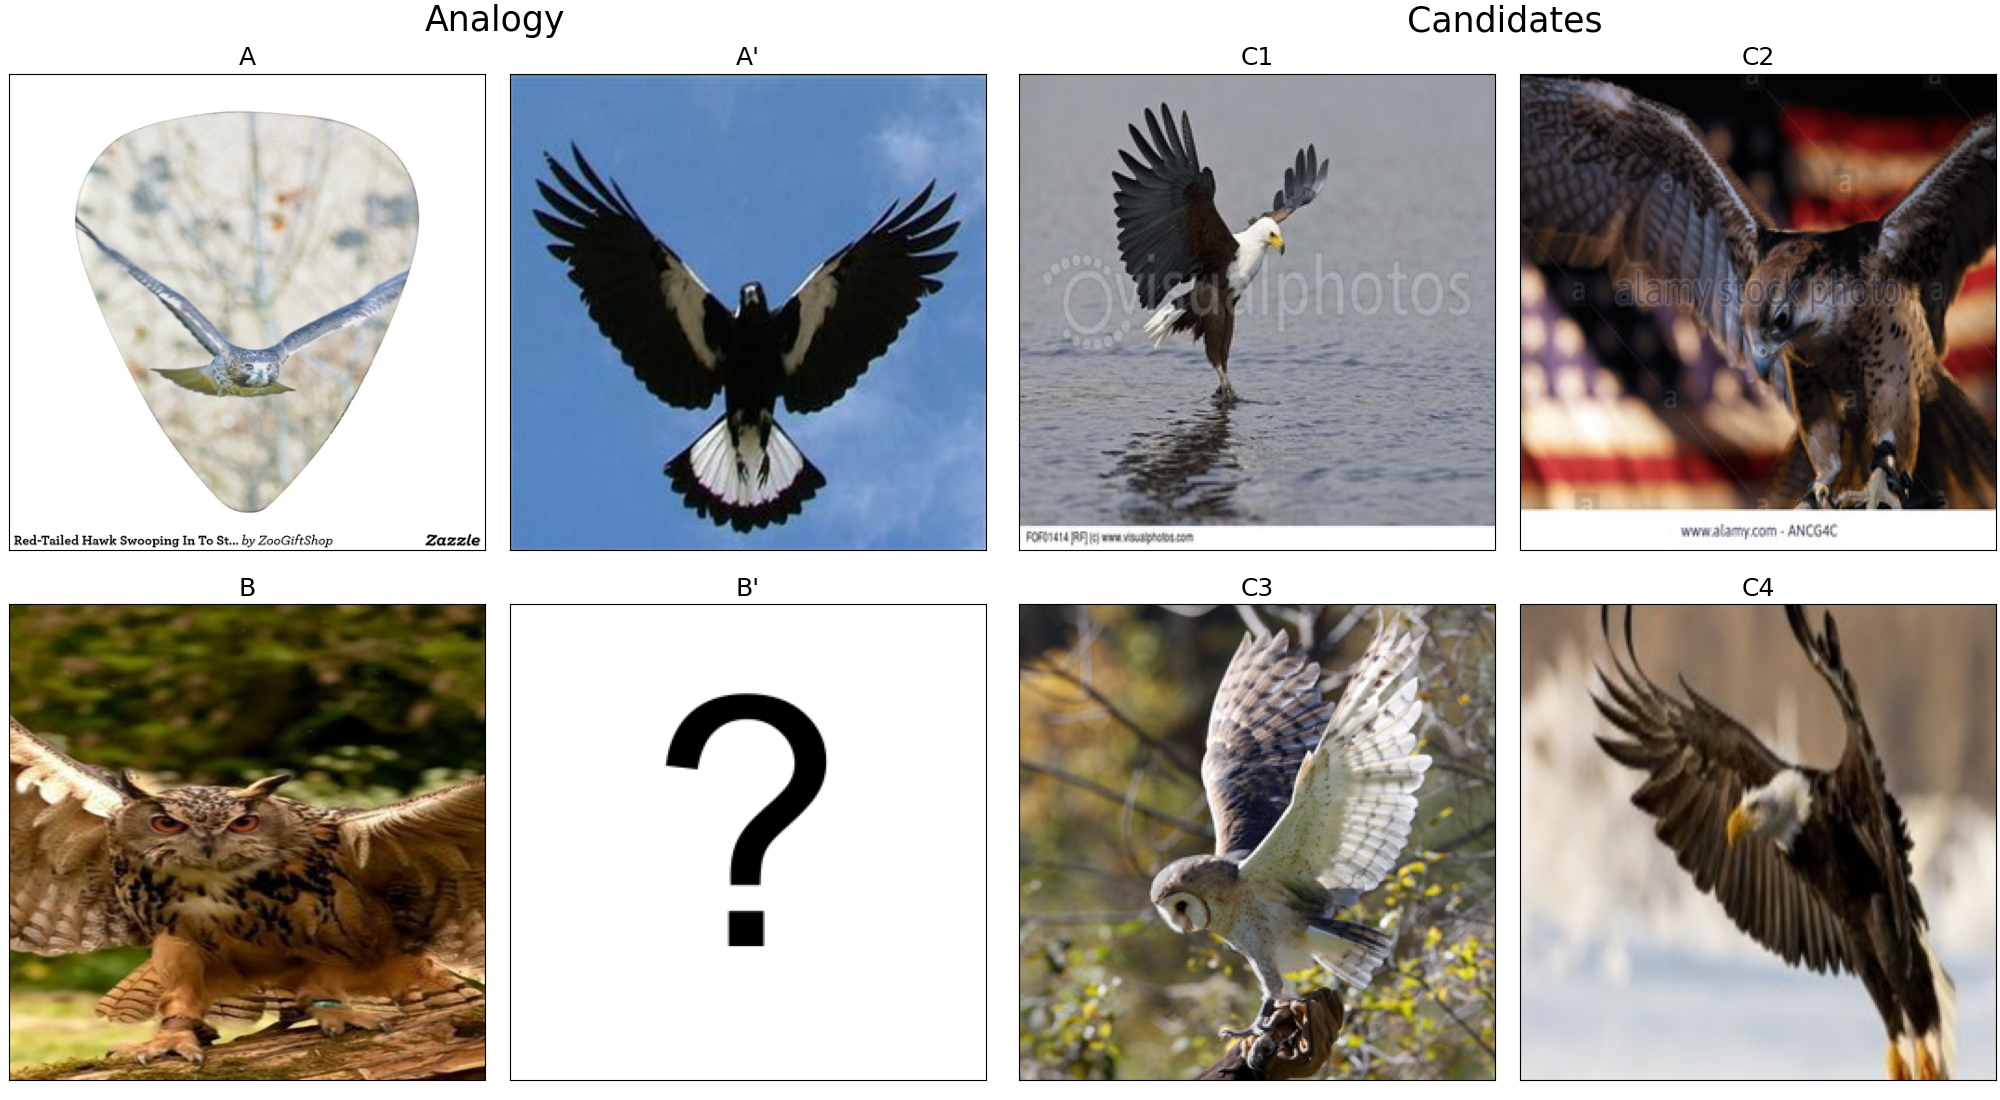 Analogy
Candidates
A
A'
C1
C2
Red-Tailed Hawk Swooping In To St... by ZooGiftShop
Zazzle
visualphotos
FOF01414 [RF] (c) www.visualphotos.com
a
a
a
a
a
alamy stock photo
a
a
a
a
a
a
www.alamy.com - ANCG4C
B
B'
C3
C4
?